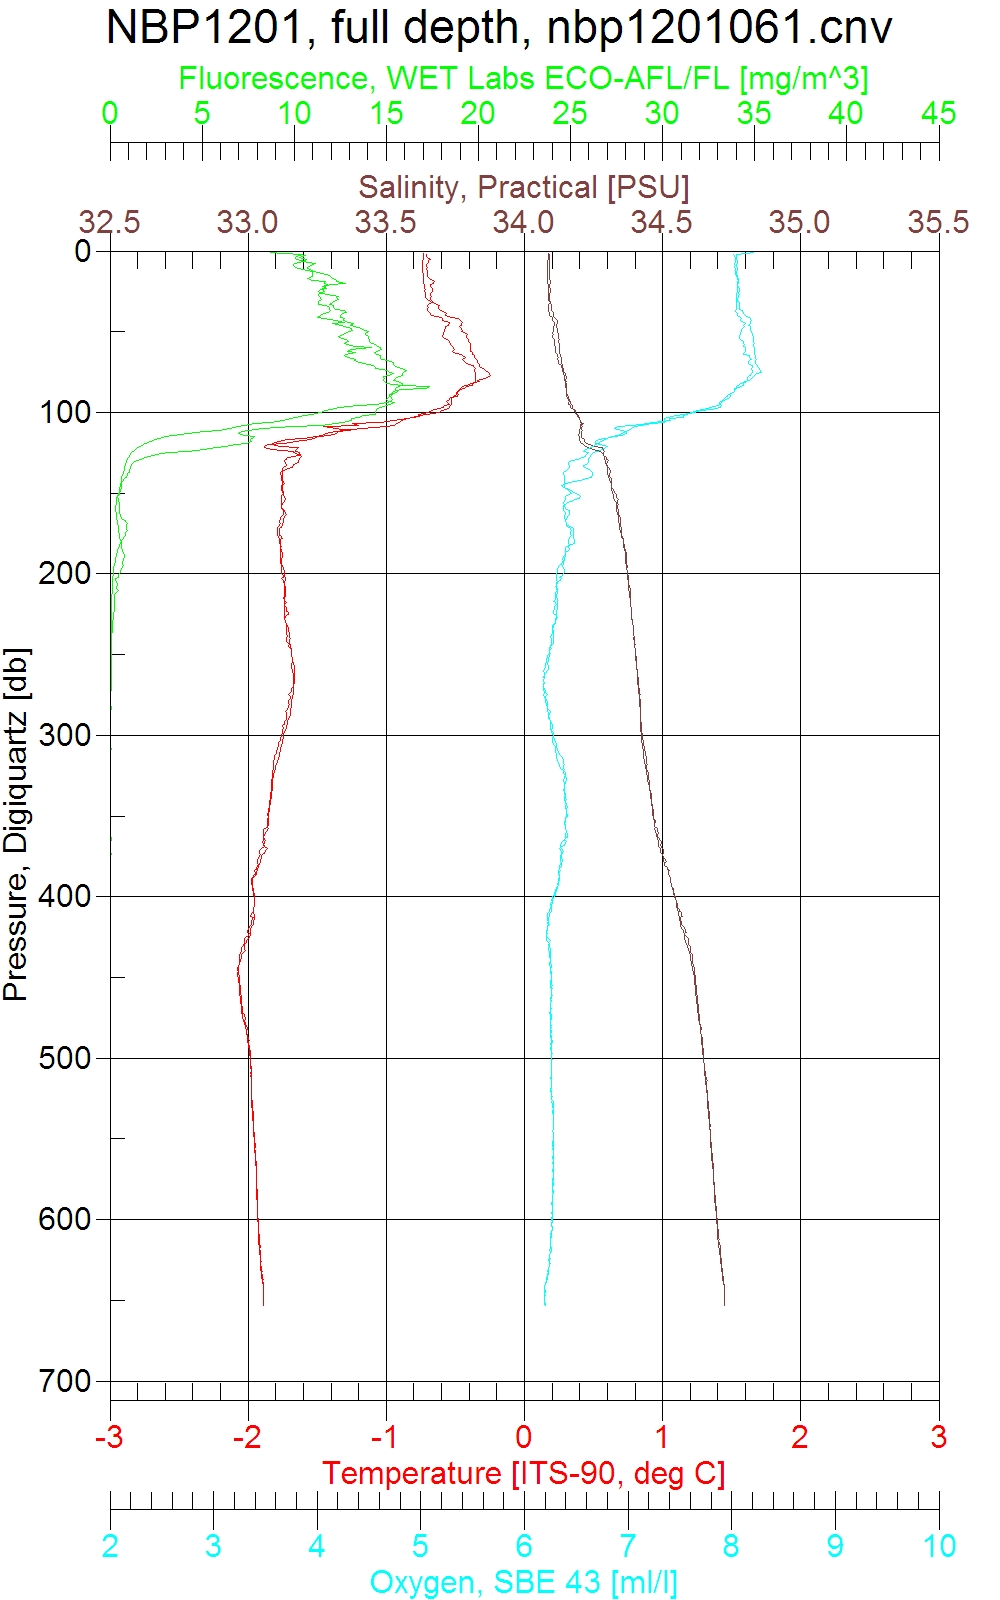 NBP1201, full depth, nbp1201061.cnv
Fluorescence, WET Labs ECO-AFL/FL [mg/m^3]
0 5 10 15 20 25 30 35 40 45
Salinity, Practical [PSU]
32.5 33.0 33.5 34.0 34.5 35.0 35.5
0
100
200
300
400
500
600
700
Pressure, Digiquartz [db]
-3 -2 -1 0 1 2 3
Temperature [ITS-90, deg C]
2 3 4 5 6 7 8 9 10
Oxygen, SBE 43 [ml/l]